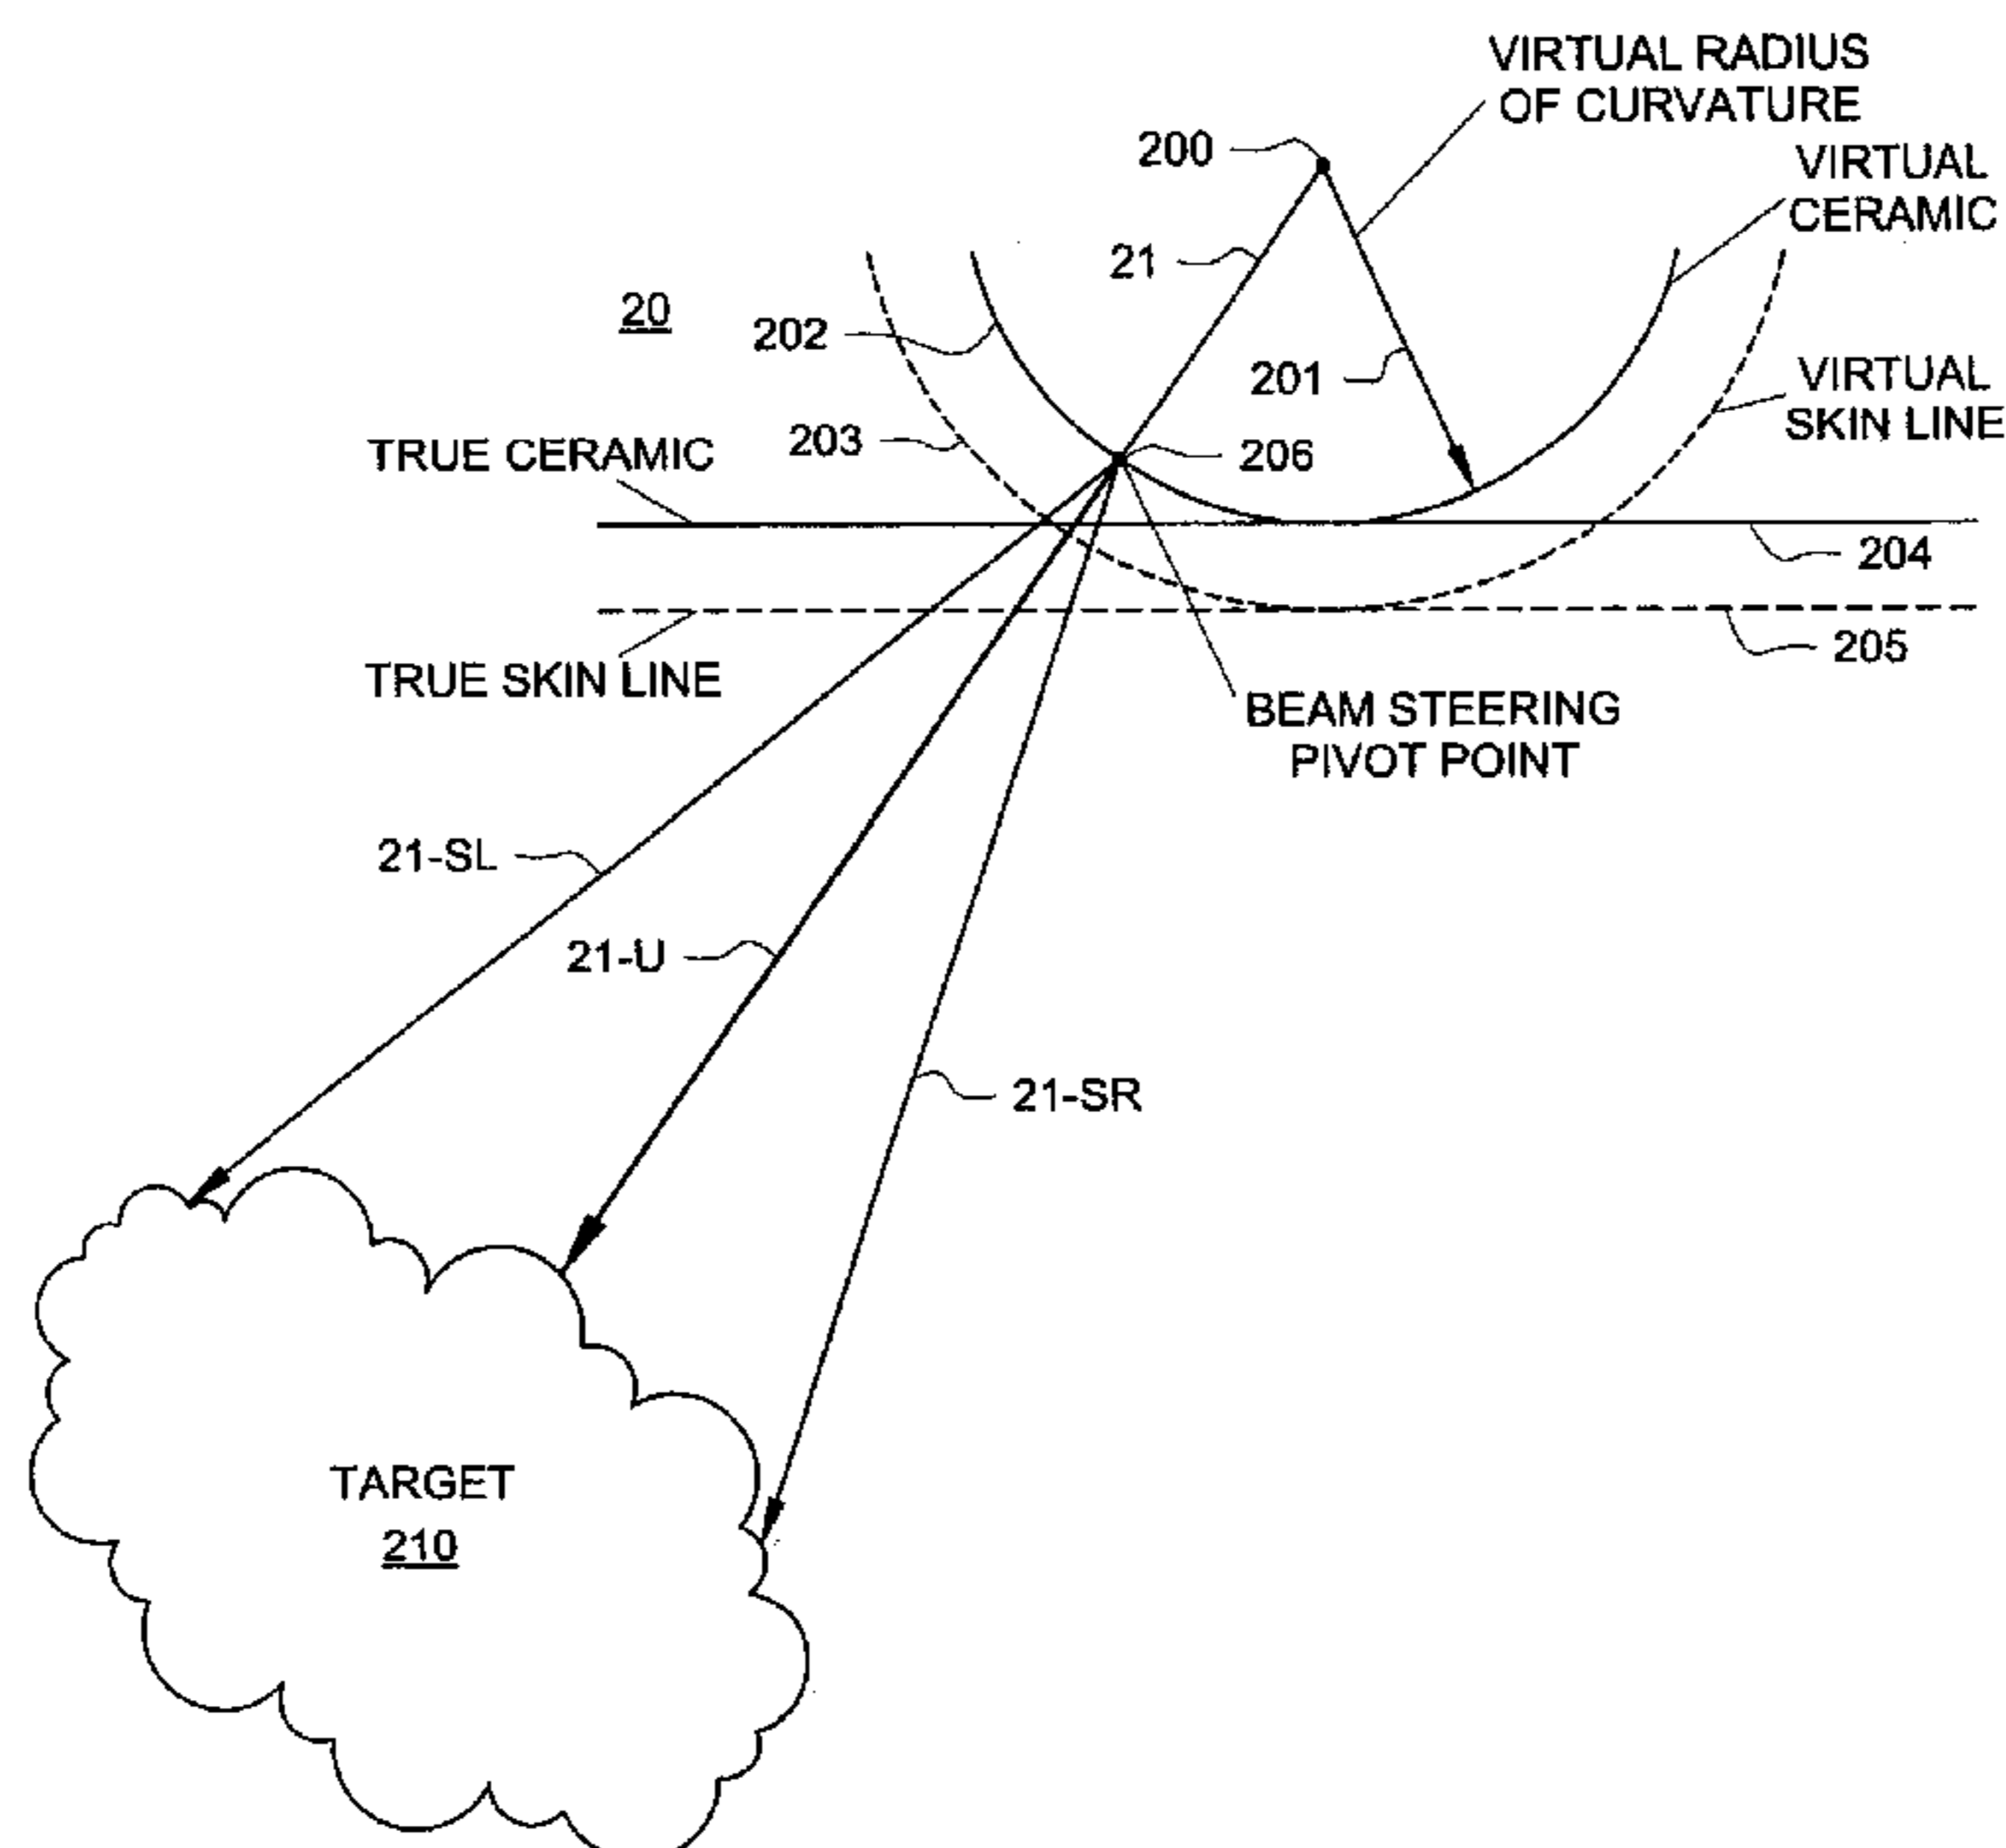 VIRTUAL RADIUS
OF CURVATURE
200
VIRTUAL
CERAMIC
21
20
202
201
VIRTUAL
SKIN LINE
203
TRUE CERAMIC
206
204
TRUE SKIN LINE
205
BEAM STEERING
PIVOT POINT
21-SL
21-U
21-SR
TARGET
210